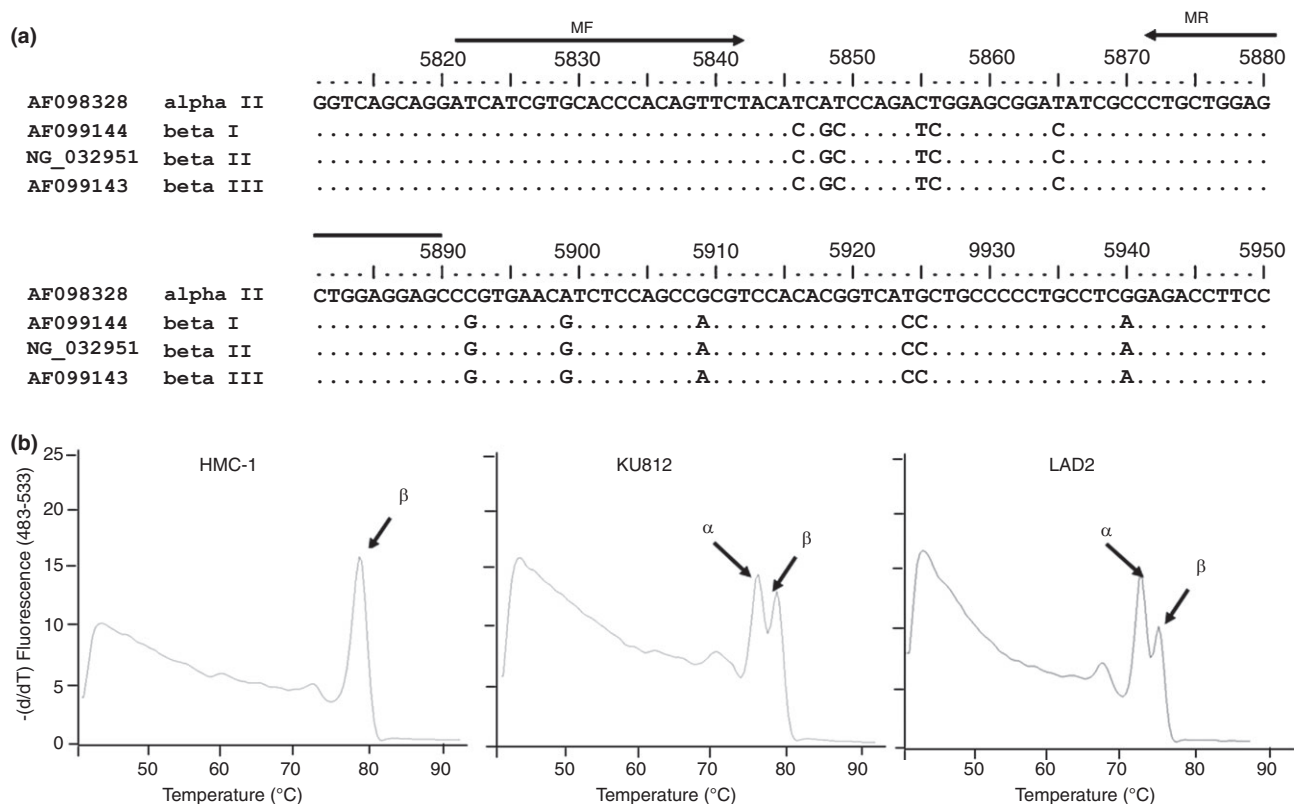 (a)
MF MR
5820 5830 5840 5850 5860 5870 5880
AF098328 alpha II GGTCAGCAGGATCATCGTGCACCCACAGTTCTACATCATCCAGACTGGAGCGGATATCGCCCTGCTGGAG
AF099144 beta I ...................................C.GC.....TC........C...............
NG_032951 beta II ...................................C.GC.....TC........C...............
AF099143 beta III ...................................C.GC.....TC........C...............
5890 5900 5910 5920 9930 5940 5950
AF098328 alpha II CTGGAGGAGCCCGTGAACATCTCCAGCCGCGTCCACACGGTCATGCTGCCCCCTGCCTCGGAGACCTTCC
AF099144 beta I ...........G......G.........A..............CC..............A..........
NG_032951 beta II ...........G......G.........A..............CC..............A..........
AF099143 beta III ...........G......G.........A..............CC..............A..........
(b)
-(d/dT) Fluorescence (483-533)
25
20
15
10
5
0
HMC-1
β
50 60 70 80 90
Temperature (°C)
KU812
α
β
50 60 70 80 90
Temperature (°C)
LAD2
α
β
50 60 70 80 90
Temperature (°C)